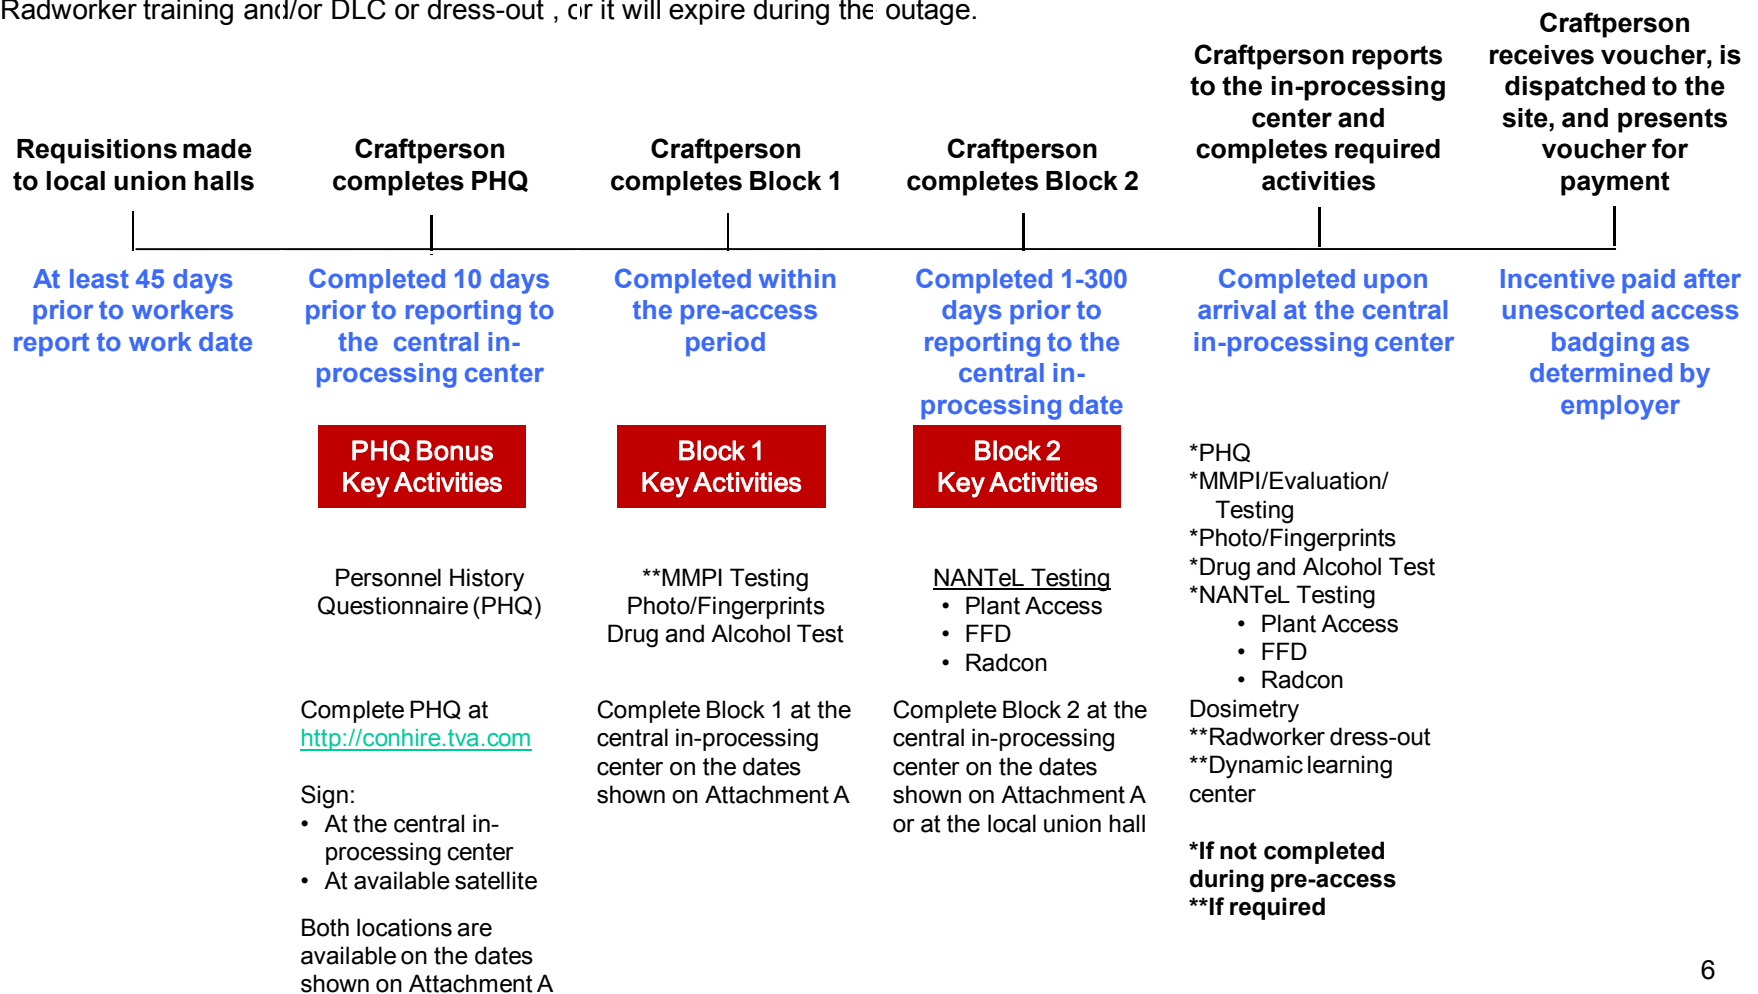 Radworker training and/or DLC or dress-out , or it will expire during the outage.
Requisitions made
to local union halls
Craftperson
completes PHQ
Craftperson
completes Block 1
Craftperson
completes Block 2
Craftperson reports
to the in-processing
center and
completes required
activities
Craftperson
receives voucher, is
dispatched to the
site, and presents
voucher for
payment
At least 45 days
prior to workers
report to work date
Completed 10 days
prior to reporting to
the central in-
processing center
Completed within
the pre-access
period
Completed 1-300
days prior to
reporting to the
central in-
processing date
Completed upon
arrival at the central
in-processing center
Incentive paid after
unescorted access
badging as
determined by
employer
PHQ Bonus
Key Activities
Personnel History
Questionnaire (PHQ)
Complete PHQ at
http://conhire.tva.com
Sign:
• At the central in-
processing center
• At available satellite
Both locations are
available on the dates
shown on Attachment A
Block 1
Key Activities
**MMPI Testing
Photo/Fingerprints
Drug and Alcohol Test
Complete Block 1 at the
central in-processing
center on the dates
shown on Attachment A
Block 2
Key Activities
NANTeL Testing
• Plant Access
• FFD
• Radcon
Complete Block 2 at the
central in-processing
center on the dates
shown on Attachment A
or at the local union hall
*PHQ
*MMPI/Evaluation/
Testing
*Photo/Fingerprints
*Drug and Alcohol Test
*NANTeL Testing
• Plant Access
• FFD
• Radcon
Dosimetry
**Radworker dress-out
**Dynamic learning
center
*If not completed
during pre-access
**If required
6